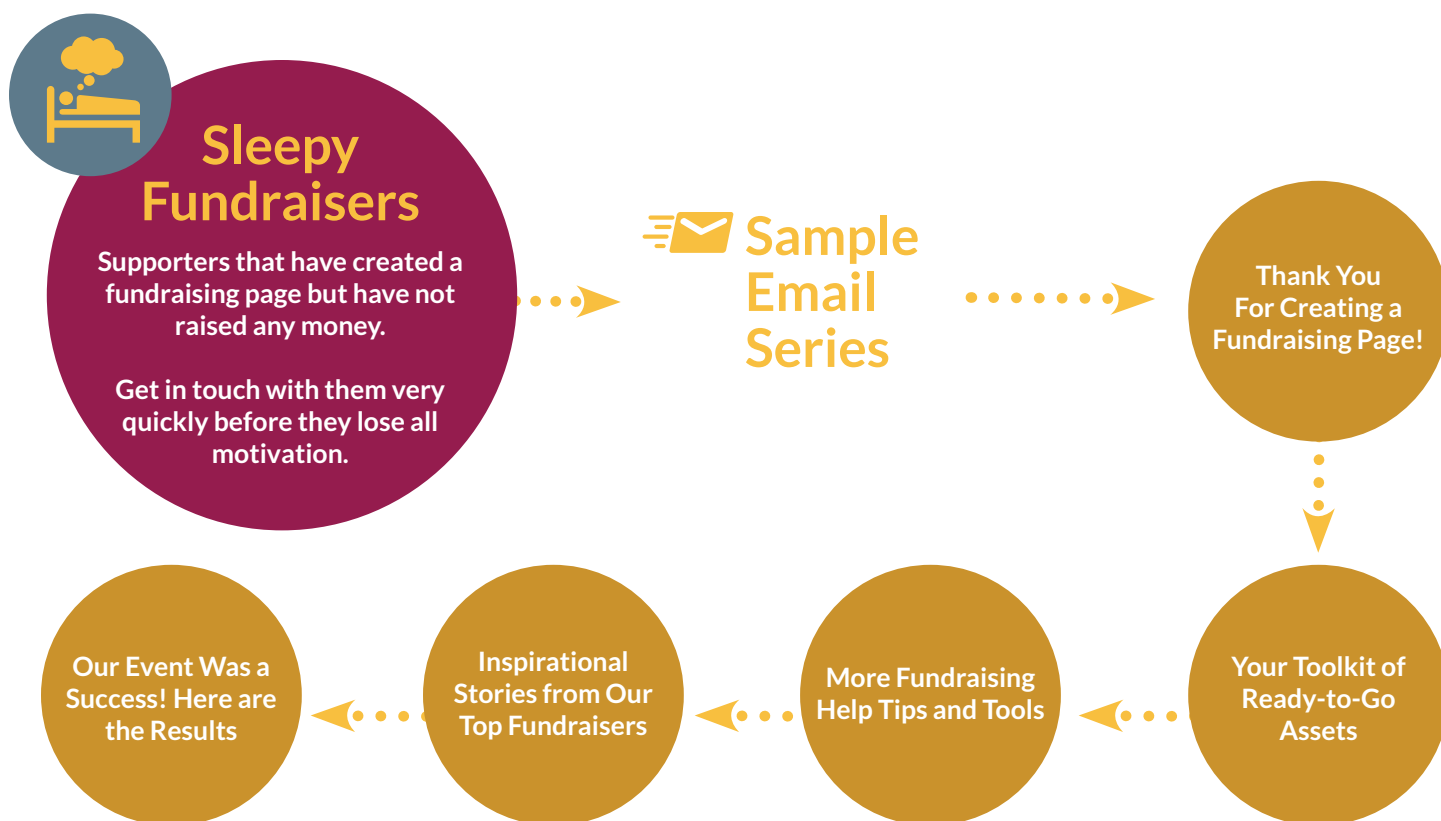 Sleepy
Fundraisers
Supporters that have created a
fundraising page but have not
raised any money.
Get in touch with them very
quickly before they lose all
motivation.
Sample
Email
Series
Thank You
For Creating a
Fundraising Page!
Your Toolkit of
Ready-to-Go
Assets
More Fundraising
Help Tips and Tools
Inspirational
Stories from Our
Top Fundraisers
Our Event Was a
Success! Here are
the Results